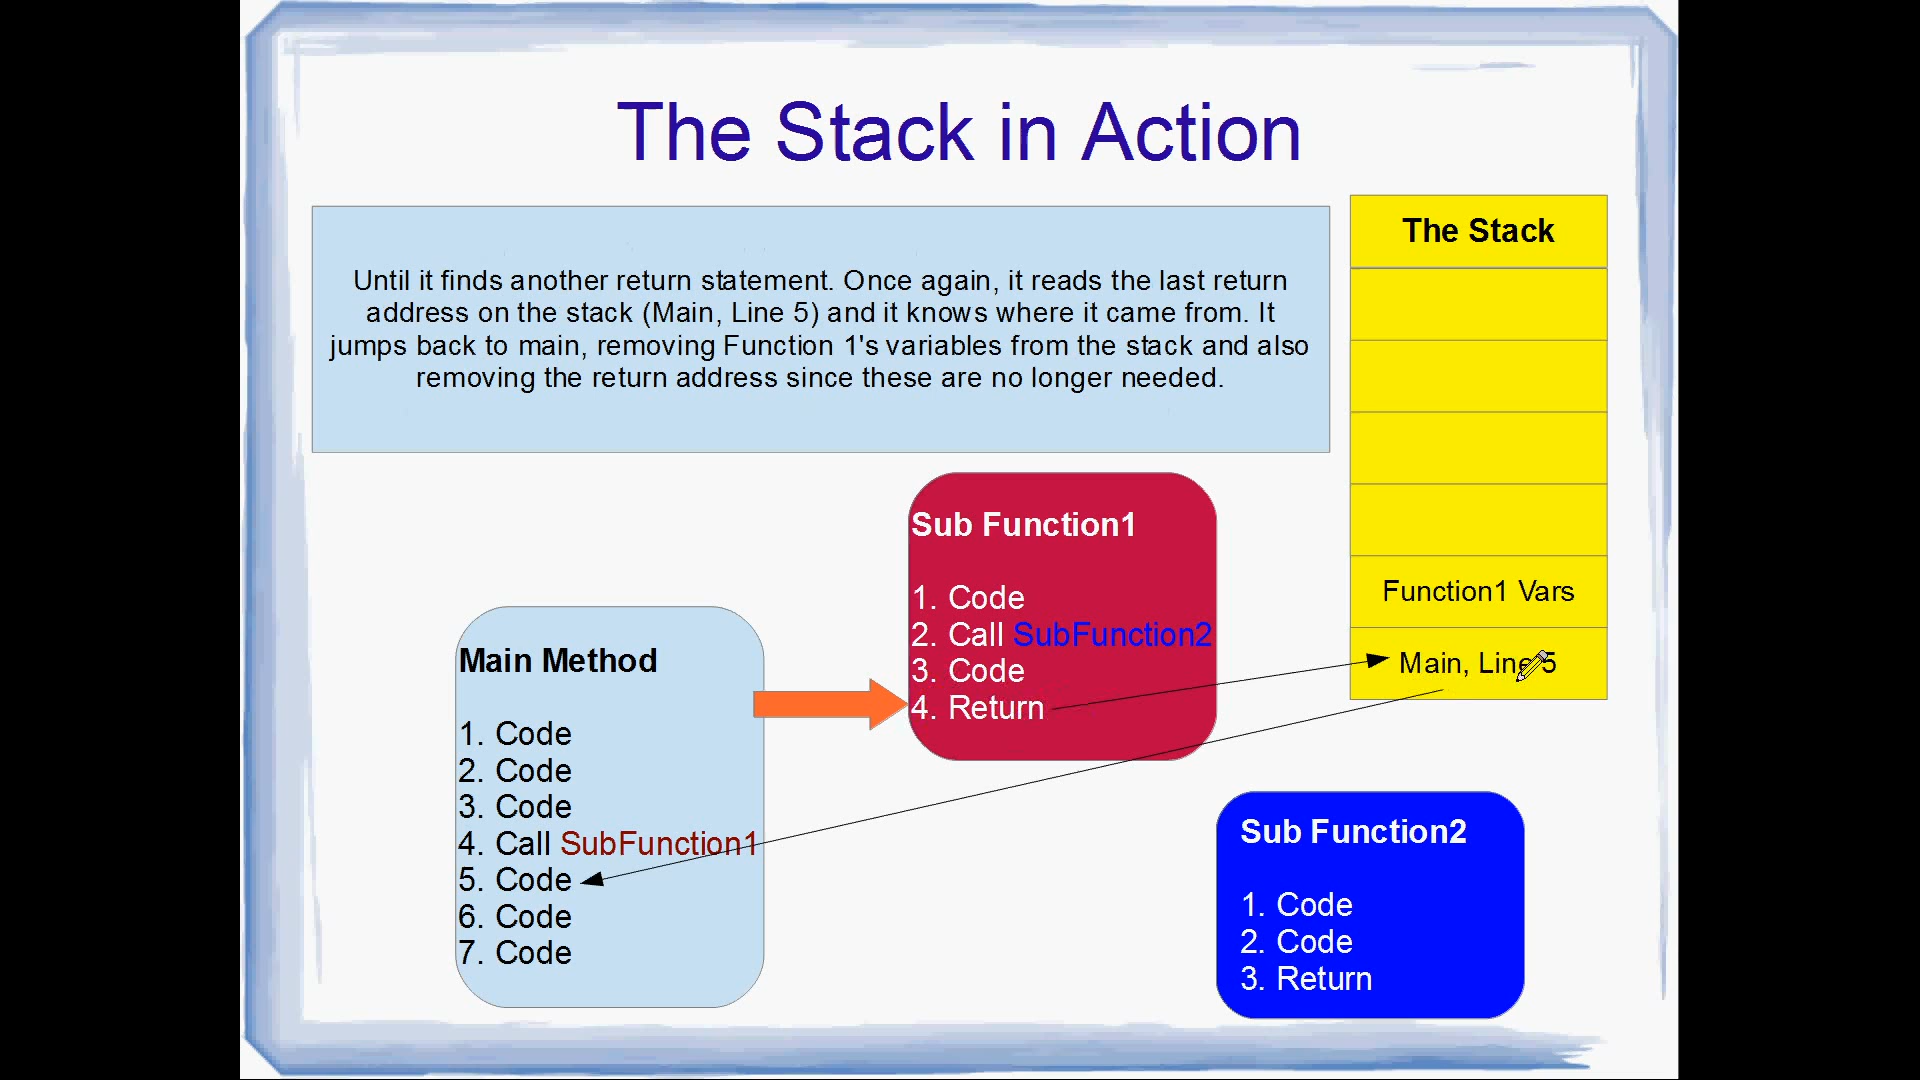 The Stack in Action
Until it finds another return statement. Once again, it reads the last return
address on the stack (Main, Line 5) and it knows where it came from. It
jumps back to main, removing Function 1's variables from the stack and also
removing the return address since these are no longer needed.
The Stack
Function1 Vars
Main, Line 5
Sub Function1
1. Code
2. Call SubFunction2
3. Code
4. Return
Main Method
1. Code
2. Code
3. Code
4. Call SubFunction1
5. Code
6. Code
7. Code
Sub Function2
1. Code
2. Code
3. Return